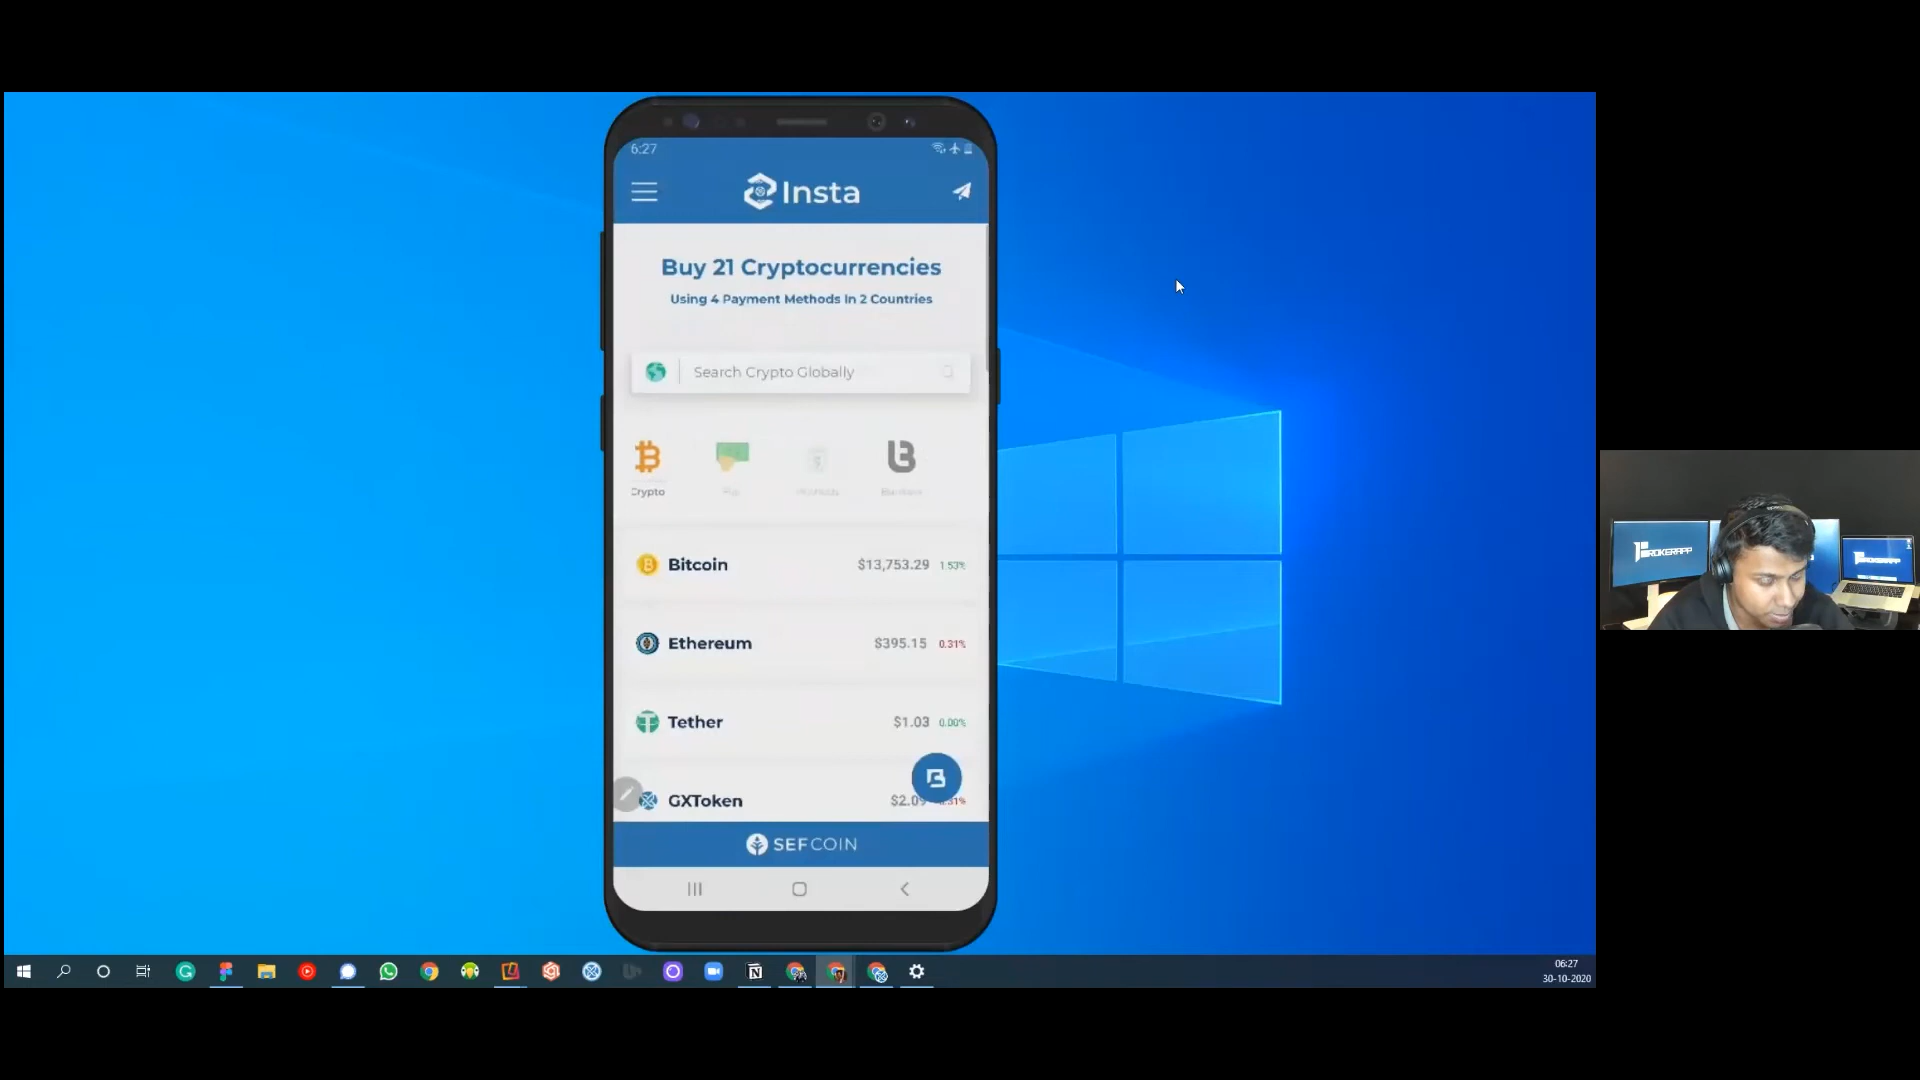 6:27
Insta
Buy 21 Cryptocurrencies
Using 4 Payment Methods In 2 Countries
Search Crypto Globally
Crypto
Bitcoin $13,753.29 1.53%
Ethereum $395.15 0.31%
Tether $1.03 0.00%
GXToken
SEFCOIN
06:27
30-10-2020
ROKERAPP